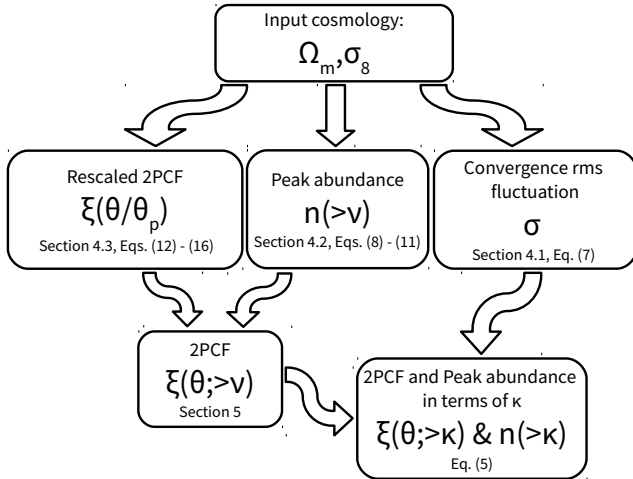 Input cosmology:
Ωₘ,σ₈
Rescaled 2PCF
ξ(θ/θₚ)
Section 4.3, Eqs. (12) - (16)
Peak abundance
n(>ν)
Section 4.2, Eqs. (8) - (11)
Convergence rms
fluctuation
σ
Section 4.1, Eq. (7)
2PCF
ξ(θ;>ν)
Section 5
2PCF and Peak abundance
in terms of κ
ξ(θ;>κ) & n(>κ)
Eq. (5)